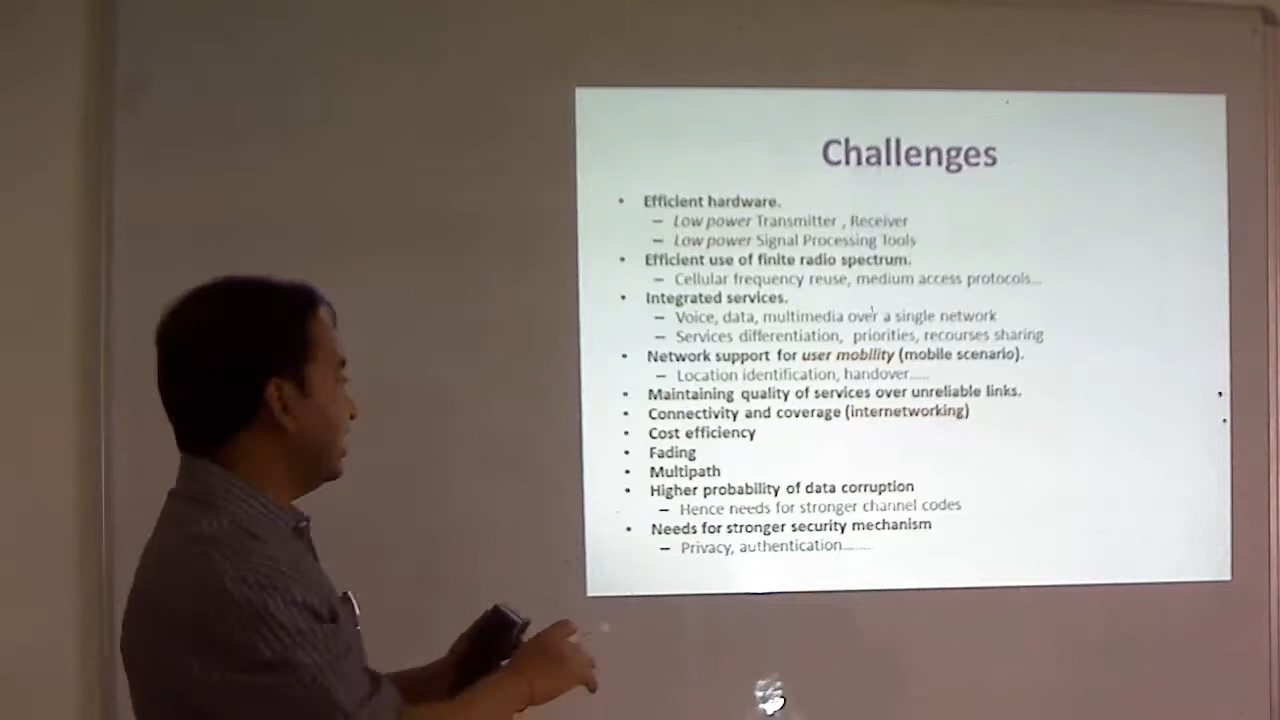 Challenges
• Efficient hardware.
– Low power Transmitter , Receiver
– Low power Signal Processing Tools
• Efficient use of finite radio spectrum.
– Cellular frequency reuse, medium access protocols...
• Integrated services.
– Voice, data, multimedia over a single network
– Services differentiation, priorities, recourses sharing
• Network support for user mobility (mobile scenario).
– Location identification, handover.....
• Maintaining quality of services over unreliable links.
• Connectivity and coverage (internetworking)
• Cost efficiency
• Fading
• Multipath
• Higher probability of data corruption
– Hence needs for stronger channel codes
• Needs for stronger security mechanism
– Privacy, authentication........